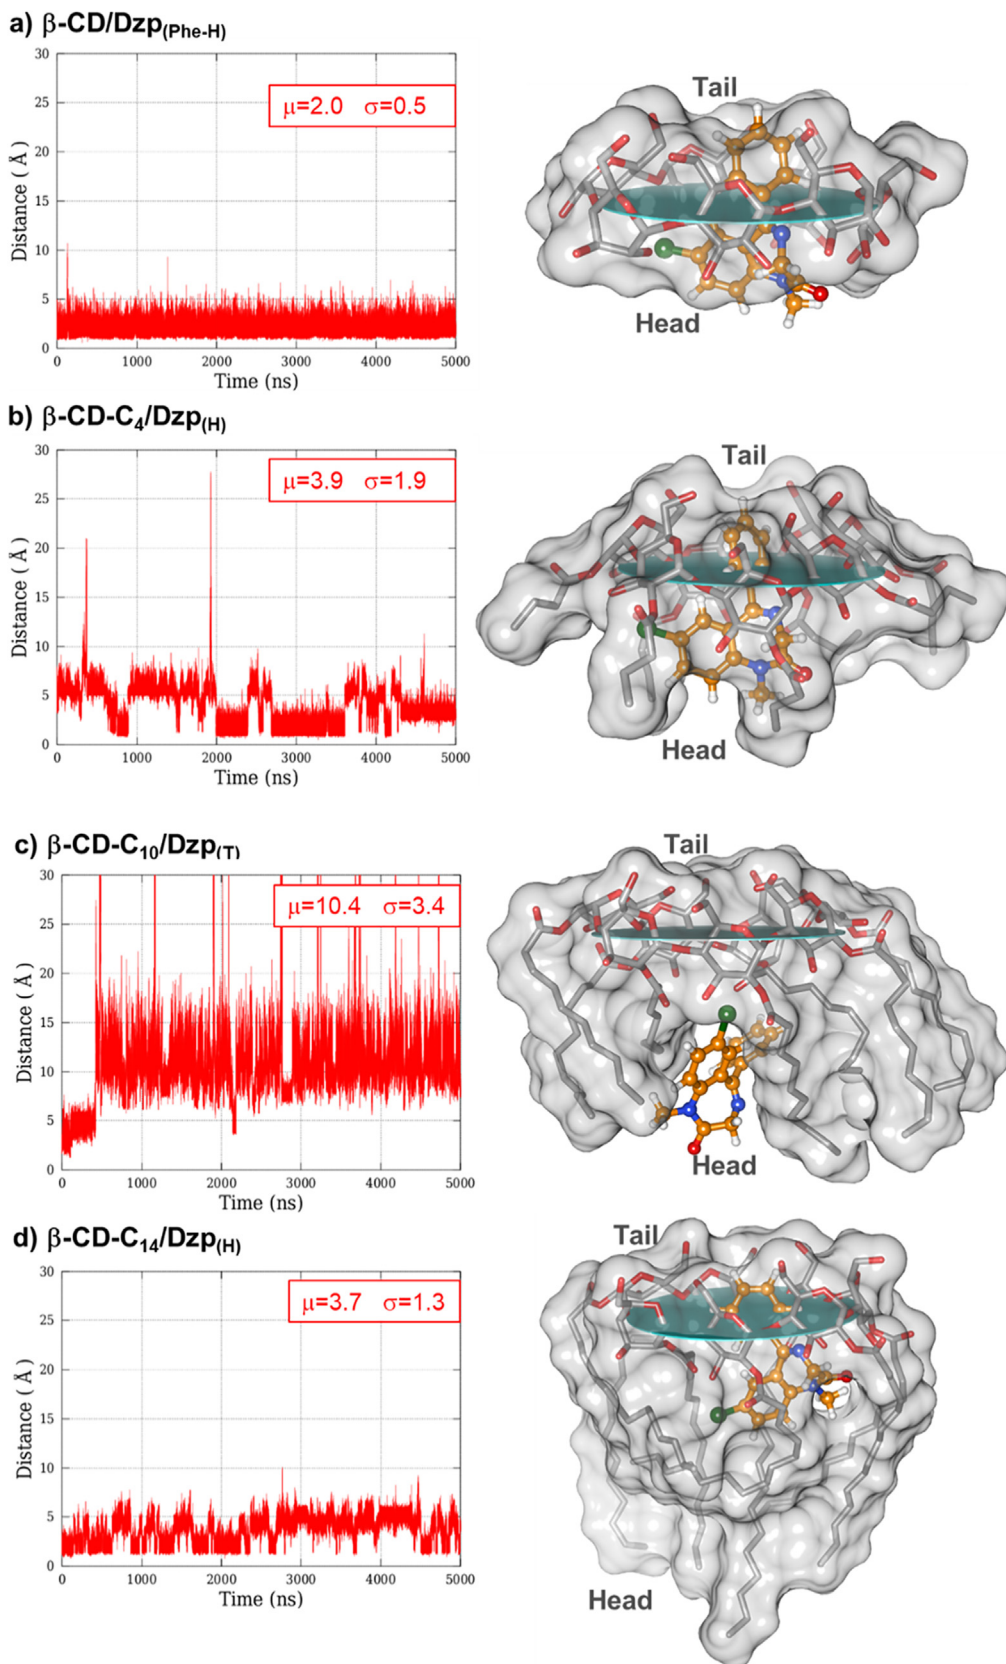 a) β-CD/Dzp(Phe-H)
30
25
20
15
10
5
0
Distance ( Å )
μ=2.0 σ=0.5
0 1000 2000 3000 4000 5000
Time (ns)
Tail
Head
b) β-CD-C4/Dzp(H)
30
25
20
15
10
5
0
Distance ( Å )
μ=3.9 σ=1.9
0 1000 2000 3000 4000 5000
Time (ns)
Tail
Head
c) β-CD-C10/Dzp(T)
30
25
20
15
10
5
0
Distance ( Å )
μ=10.4 σ=3.4
0 1000 2000 3000 4000 5000
Time (ns)
Tail
Head
d) β-CD-C14/Dzp(H)
30
25
20
15
10
5
0
Distance ( Å )
μ=3.7 σ=1.3
0 1000 2000 3000 4000 5000
Time (ns)
Tail
Head